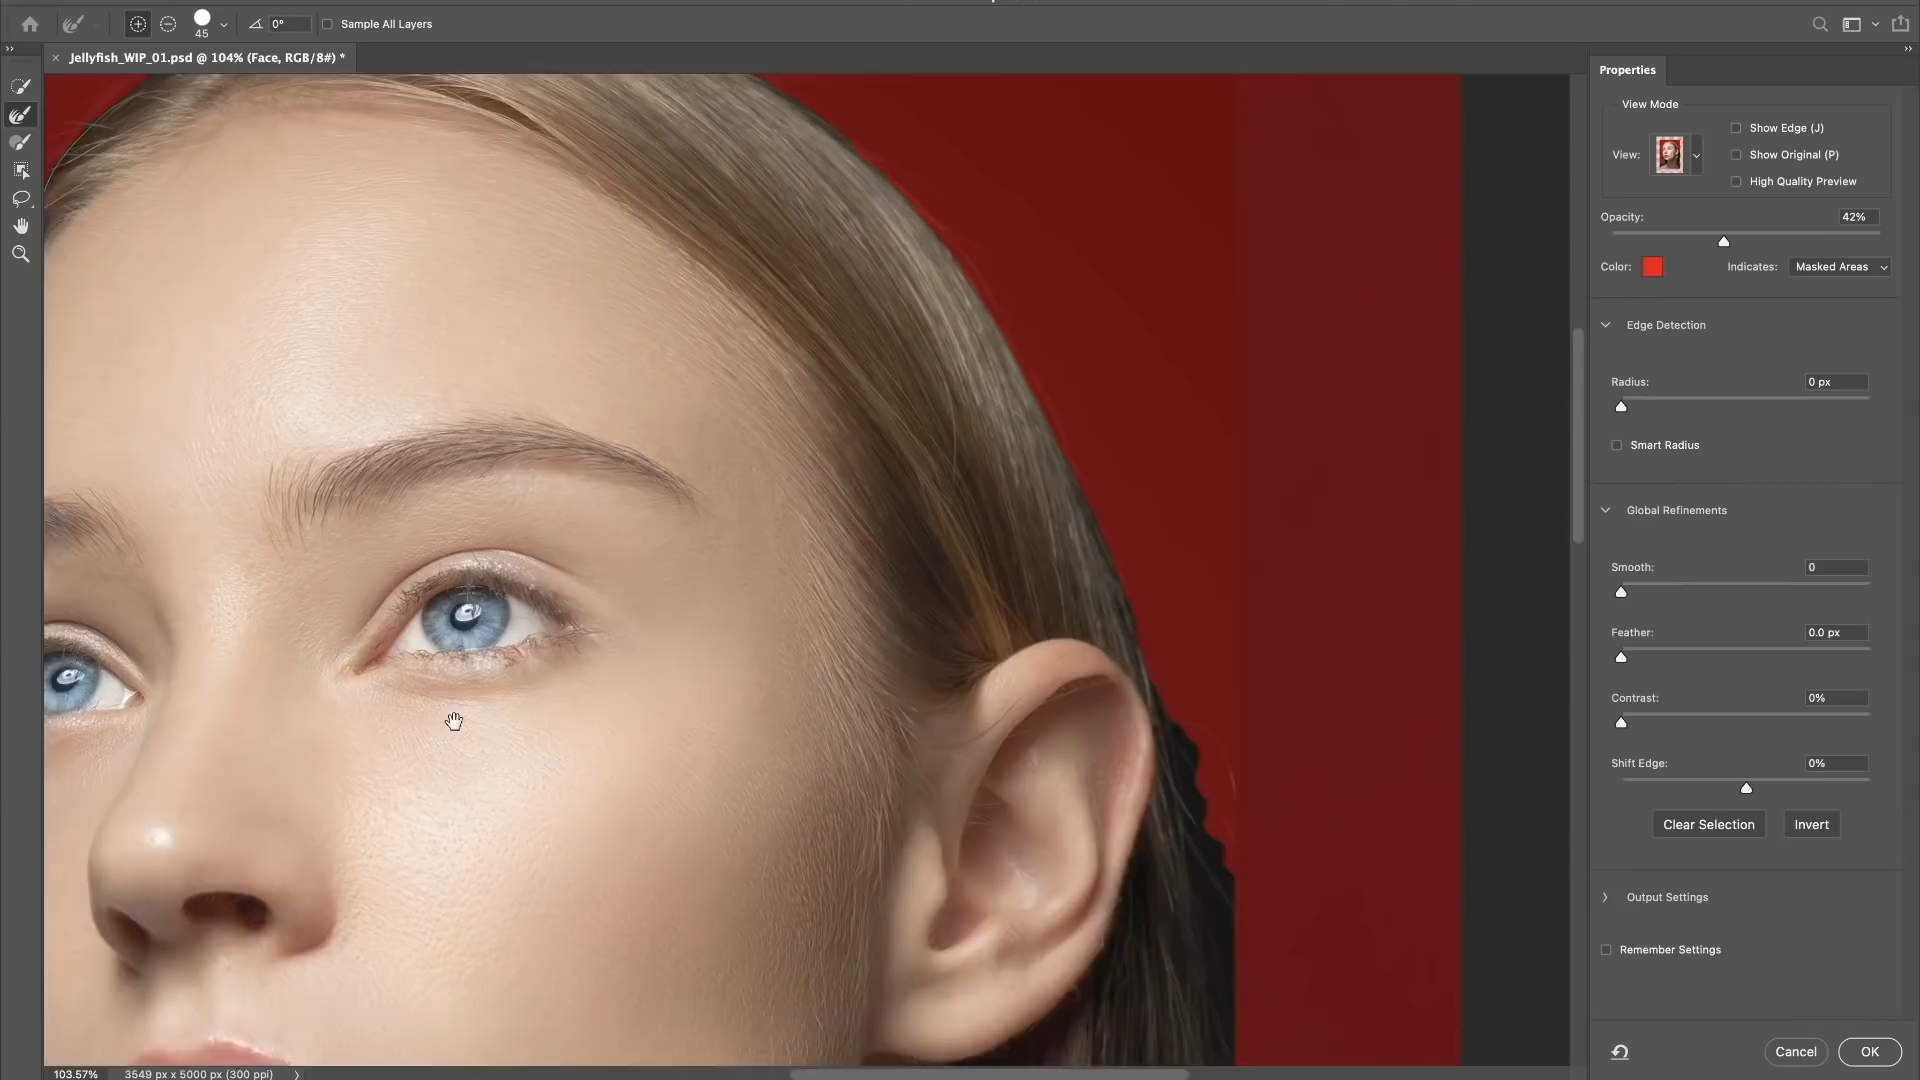 45
0°
Sample All Layers
Jellyfish_WIP_01.psd @ 104% (Face, RGB/8#) *
Properties
View Mode
Show Edge (J)
View:
Show Original (P)
High Quality Preview
Opacity:
42%
Color:
Indicates:
Masked Areas
Edge Detection
Radius:
0 px
Smart Radius
Global Refinements
Smooth:
0
Feather:
0.0 px
Contrast:
0%
Shift Edge:
0%
Clear Selection
Invert
Output Settings
Remember Settings
Cancel
OK
103.57%
3549 px x 5000 px (300 ppi)